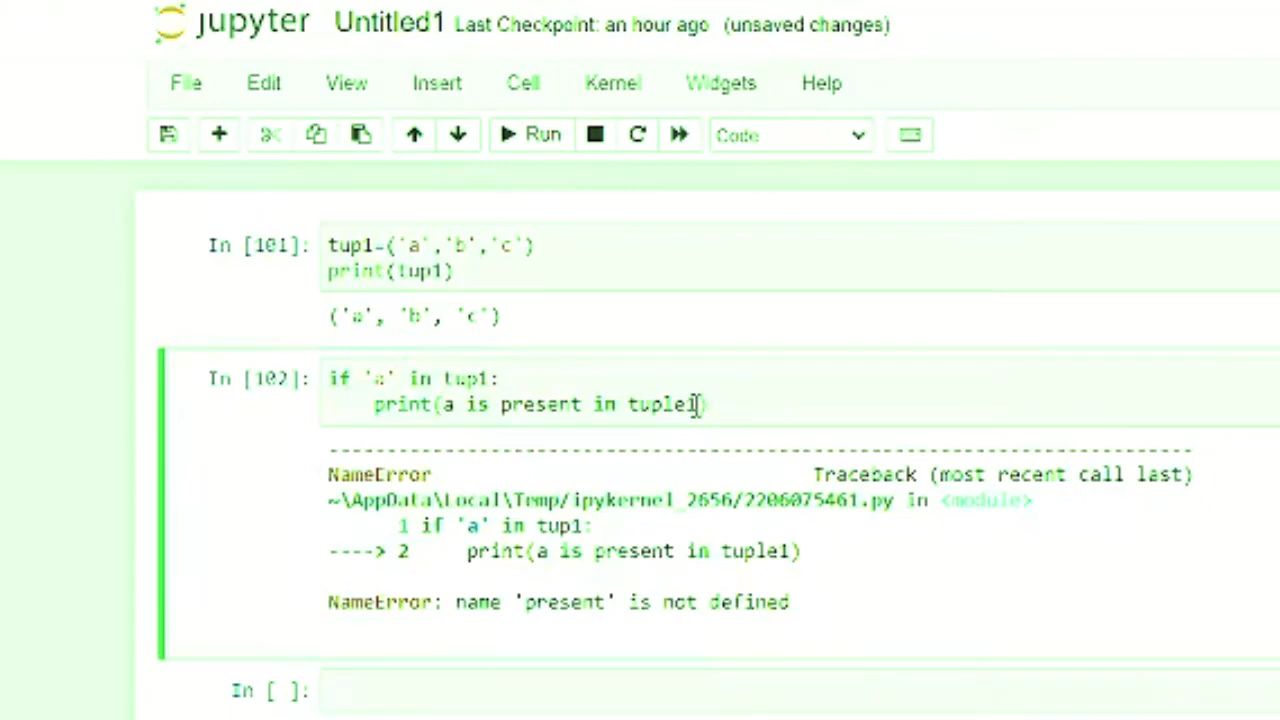 jupyter Untitled1 Last Checkpoint: an hour ago (unsaved changes)
File Edit View Insert Cell Kernel Widgets Help
Run Code
In [101]: tup1=('a','b','c')
print(tup1)
('a', 'b', 'c')
In [102]: if 'a' in tup1:
print(a is present in tuple1)
---------------------------------------------------------------------------
NameError Traceback (most recent call last)
~\AppData\Local\Temp/ipykernel_2656/2206075461.py in <module>
1 if 'a' in tup1:
----> 2 print(a is present in tuple1)
NameError: name 'present' is not defined
In [ ]: